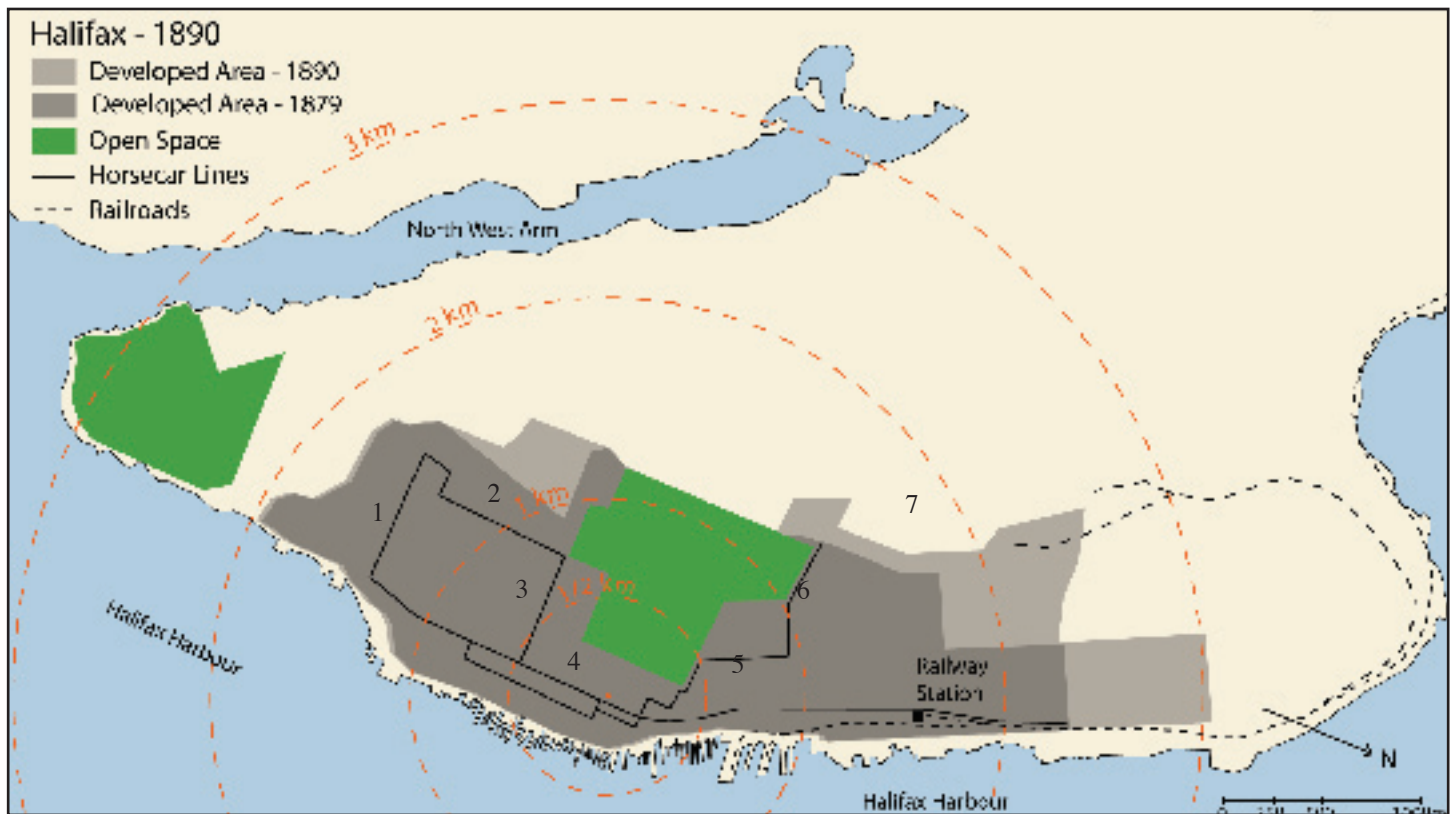 Halifax - 1890
Developed Area - 1890
Developed Area - 1879
Open Space
Horsecar Lines
Railroads
3 km
North West Arm
2 km
1 km
1/2 km
1
2
3
4
5
6
7
Railway
Station
Halifax Harbour
Halifax Harbour
N
0